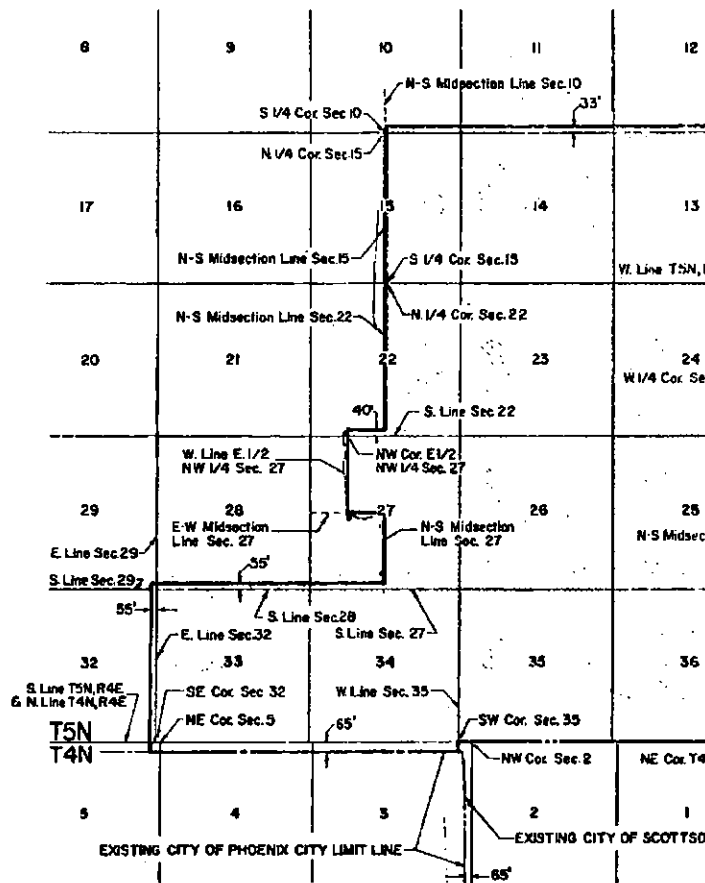 8 9 10 11 12
N-S Midsection Line Sec.10
33'
S 1/4 Cor. Sec.10
N.1/4 Cor. Sec.15
17 16 15 14 13
N-S Midsection Line Sec.15
S 1/4 Cor. Sec.15
W. Line T5N,
N-S Midsection Line Sec.22
N.1/4 Cor. Sec.22
20 21 22 23 24
W.1/4 Cor. Se
40'
S. Line Sec.22
W. Line E.1/2
NW 1/4 Sec. 27
NW Cor. E1/2
NW 1/4 Sec. 27
29 28 27 26 25
E-W Midsection
Line Sec. 27
N-S Midsection
Line Sec. 27
N-S Midsec
E. Line Sec.29
55'
S. Line Sec.29
55'
S. Line Sec.28
S.Line Sec. 27
E. Line Sec.32
32 33 34 35 36
S. Line T5N,R4E
& N. Line T4N,R4E
SE Cor. Sec 32
W. Line Sec.35
NE Cor. Sec.5
65'
SW Cor. Sec.35
T5N
T4N
NW Cor. Sec.2
NE Cor. T4
5 4 3 2 1
EXISTING CITY OF SCOTTSD
EXISTING CITY OF PHOENIX CITY LIMIT LINE
65'